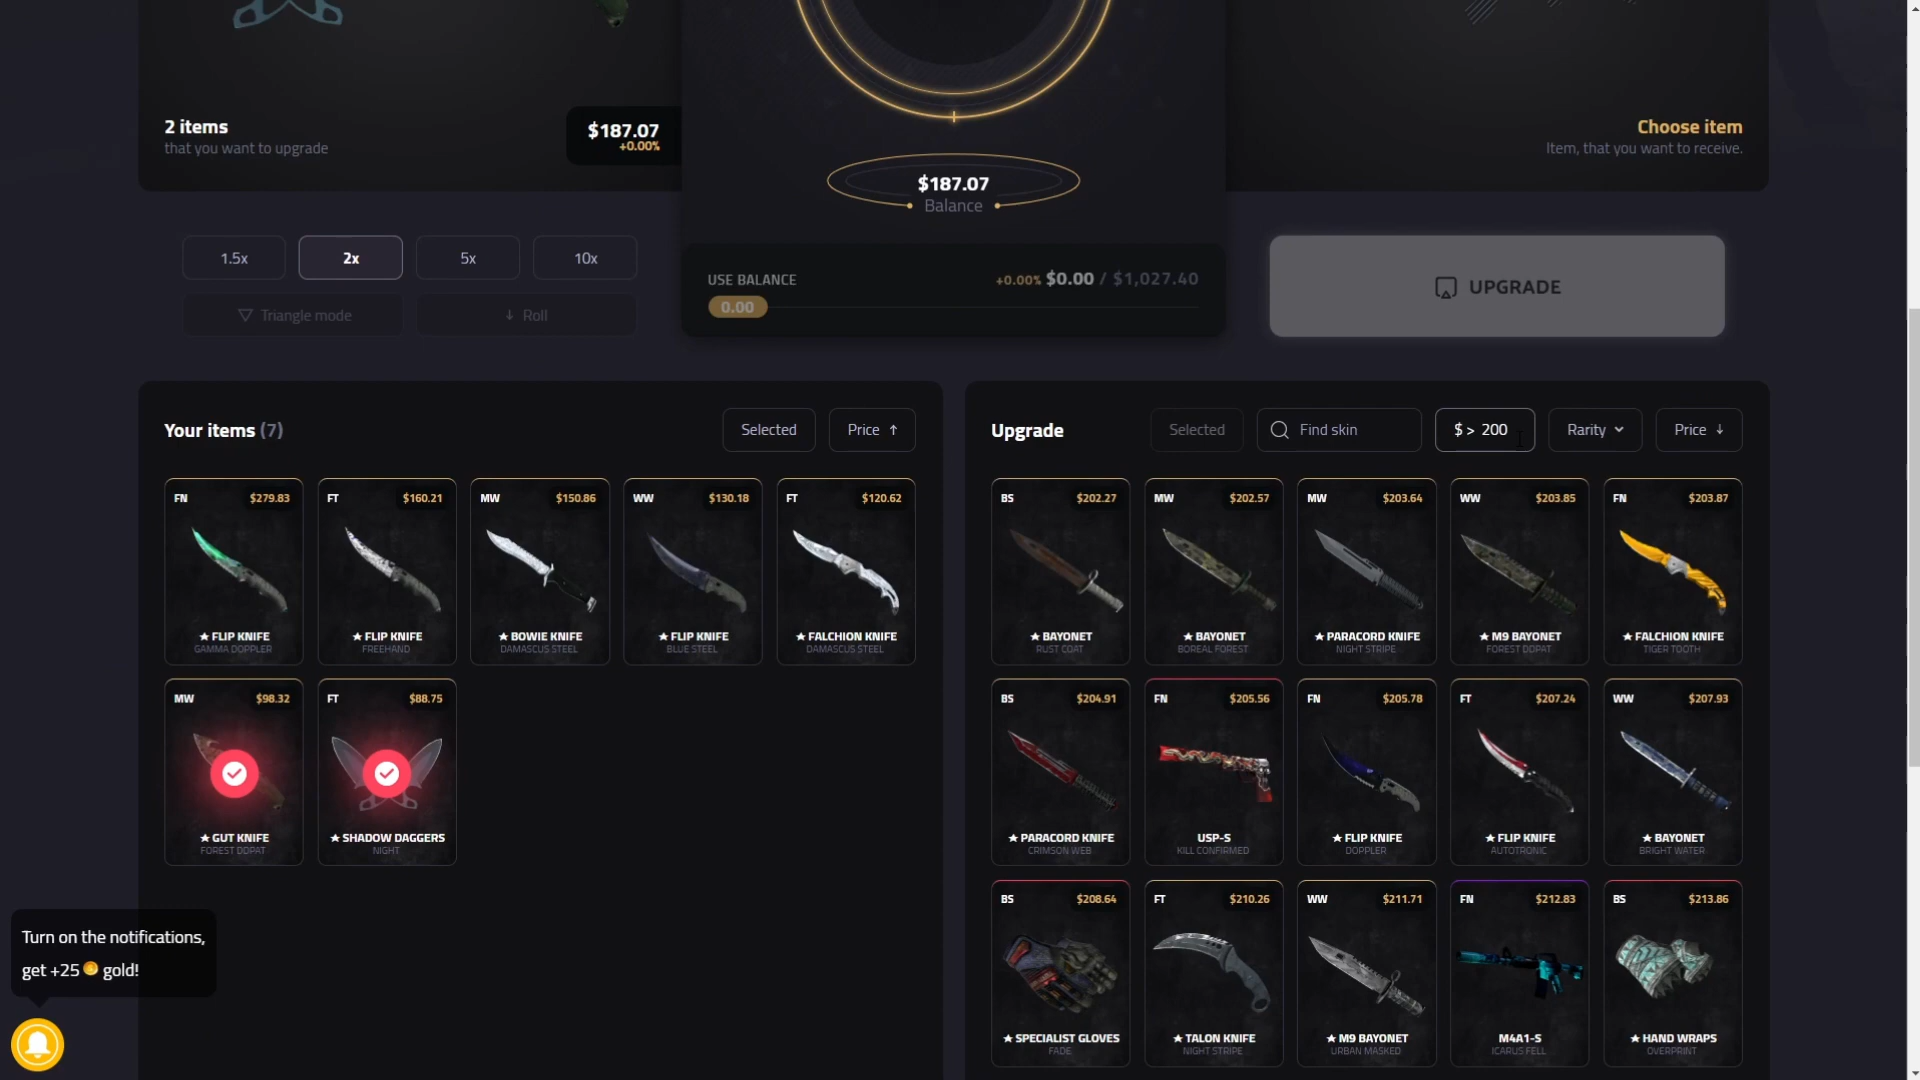 2 items
that you want to upgrade
$187.07
+0.00%
$187.07
Balance
Choose item
Item, that you want to receive.
1.5x
2x
5x
10x
Triangle mode
Roll
USE BALANCE
+0.00% $0.00 / $1,027.40
0.00
UPGRADE
Your items (7)
Selected
Price
FN $279.83
★ FLIP KNIFE
GAMMA DOPPLER
FT $160.21
★ FLIP KNIFE
FREEHAND
MW $150.86
★ BOWIE KNIFE
DAMASCUS STEEL
WW $130.18
★ FLIP KNIFE
BLUE STEEL
FT $120.62
★ FALCHION KNIFE
DAMASCUS STEEL
MW $98.32
★ GUT KNIFE
FOREST DDPAT
FT $88.75
★ SHADOW DAGGERS
NIGHT
Upgrade
Selected
Find skin
$ > 200
Rarity
Price
BS $202.27
★ BAYONET
RUST COAT
MW $202.57
★ BAYONET
BOREAL FOREST
MW $203.64
★ PARACORD KNIFE
NIGHT STRIPE
WW $203.85
★ M9 BAYONET
FOREST DDPAT
FN $203.87
★ FALCHION KNIFE
TIGER TOOTH
BS $204.91
★ PARACORD KNIFE
CRIMSON WEB
FN $205.56
USP-S
KILL CONFIRMED
FN $205.78
★ FLIP KNIFE
DOPPLER
FT $207.24
★ FLIP KNIFE
AUTOTRONIC
WW $207.93
★ BAYONET
BRIGHT WATER
BS $208.64
★ SPECIALIST GLOVES
FADE
FT $210.26
★ TALON KNIFE
NIGHT STRIPE
WW $211.71
★ M9 BAYONET
URBAN MASKED
FN $212.83
M4A1-S
ICARUS FELL
BS $213.86
★ HAND WRAPS
OVERPRINT
Turn on the notifications,
get +25 gold!